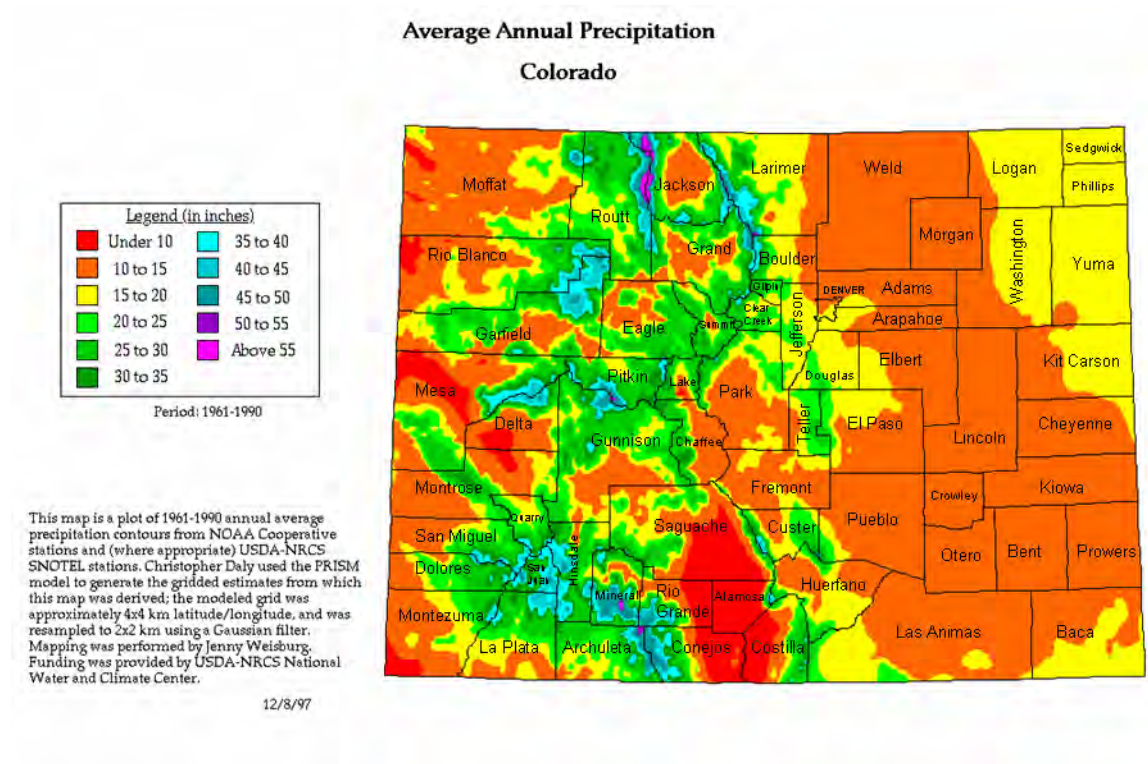 Average Annual Precipitation
Colorado
Legend (in inches)
Under 10
10 to 15
15 to 20
20 to 25
25 to 30
30 to 35
35 to 40
40 to 45
45 to 50
50 to 55
Above 55
Period: 1961-1990
This map is a plot of 1961-1990 annual average
precipitation contours from NOAA Cooperative
stations and (where appropriate) USDA-NRCS
SNOTEL stations. Christopher Daly used the PRISM
model to generate the gridded estimates from which
this map was derived; the modeled grid was
approximately 4x4 km latitude/longitude, and was
resampled to 2x2 km using a Gaussian filter.
Mapping was performed by Jenny Weisburg.
Funding was provided by USDA-NRCS National
Water and Climate Center.
12/8/97
Moffat
Routt
Jackson
Larimer
Weld
Logan
Sedgwick
Phillips
Rio Blanco
Grand
Boulder
Morgan
Washington
Yuma
Garfield
Eagle
Summit
Gilpin
Clear
Creek
Jefferson
DENVER
Adams
Arapahoe
Mesa
Pitkin
Lake
Park
Douglas
Elbert
Kit Carson
Delta
Gunnison
Chaffee
Teller
El Paso
Lincoln
Cheyenne
Montrose
Quarry
Saguache
Fremont
Crowley
Kiowa
San Miguel
Hinsdale
Custer
Pueblo
Otero
Bent
Prowers
Dolores
San
Juan
Mineral
Rio
Grande
Alamosa
Huerfano
Montezuma
La Plata
Archuleta
Conejos
Costilla
Las Animas
Baca